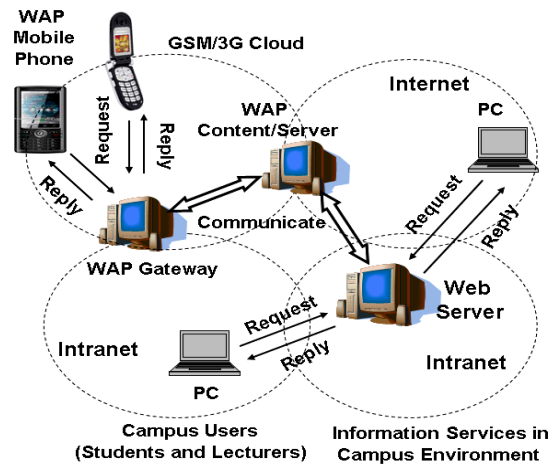 WAP
Mobile
Phone
GSM/3G Cloud
Internet
PC
WAP
Content/Server
Request
Reply
Reply
Request
Reply
Communicate
WAP Gateway
Web
Server
Request
Reply
Intranet
PC
Intranet
Campus Users
(Students and Lecturers)
Information Services in
Campus Environment